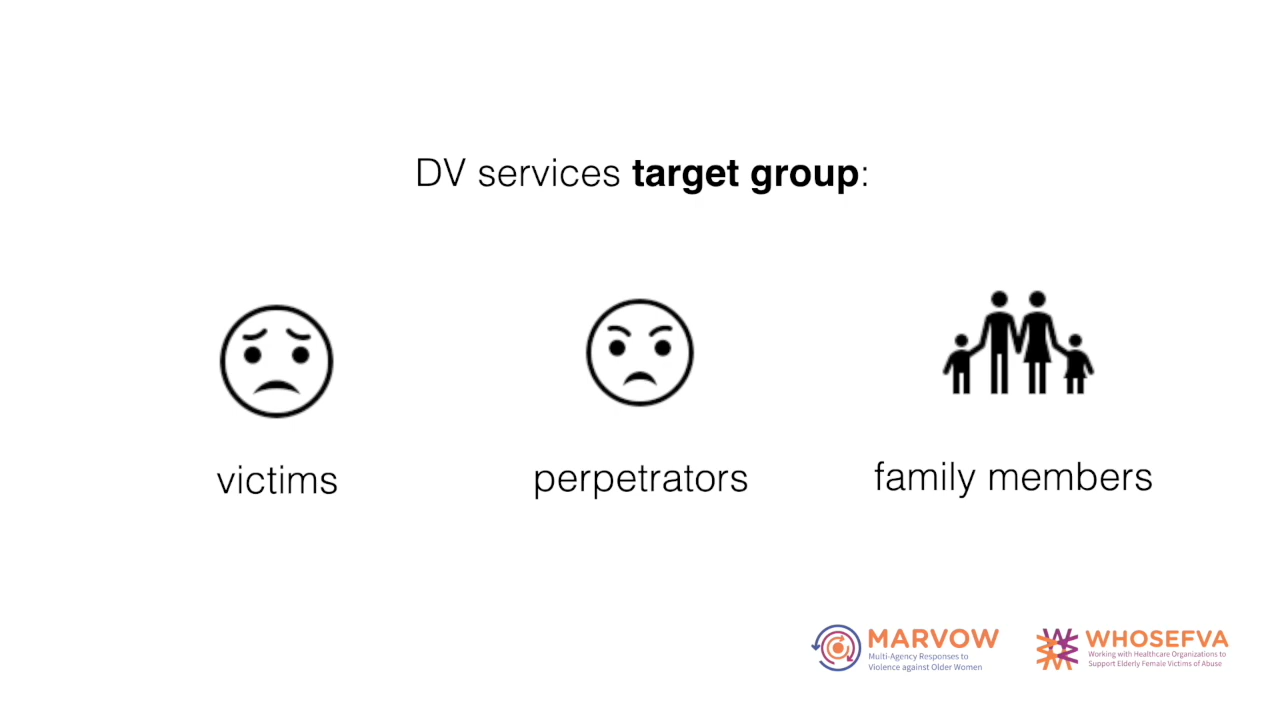 DV services target group:
victims
perpetrators
family members
MARVOW
Multi-Agency Responses to
Violence against Older Women
WHOSEFVA
Working with Healthcare Organizations to
Support Elderly Female Victims of Abuse